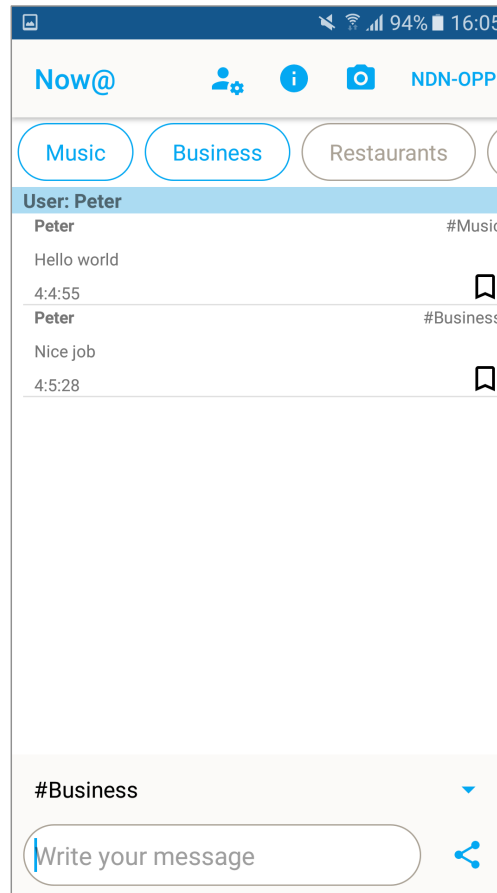 94% 16:05
Now@ NDN-OPP
Music Business Restaurants
User: Peter
Peter #Music
Hello world
4:4:55
Peter #Business
Nice job
4:5:28
#Business
Write your message